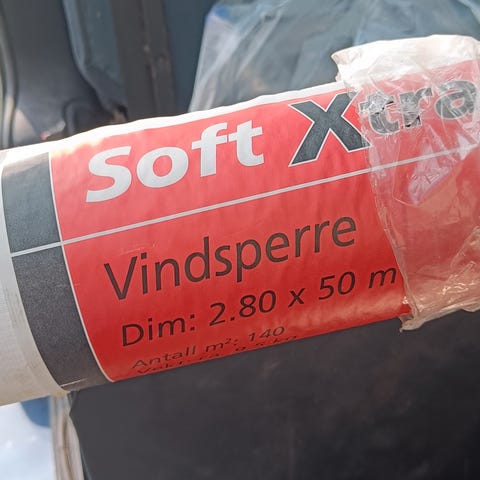 Soft Xtra
Vindsperre
Dim: 2.80 x 50 m
Antall m²: 140